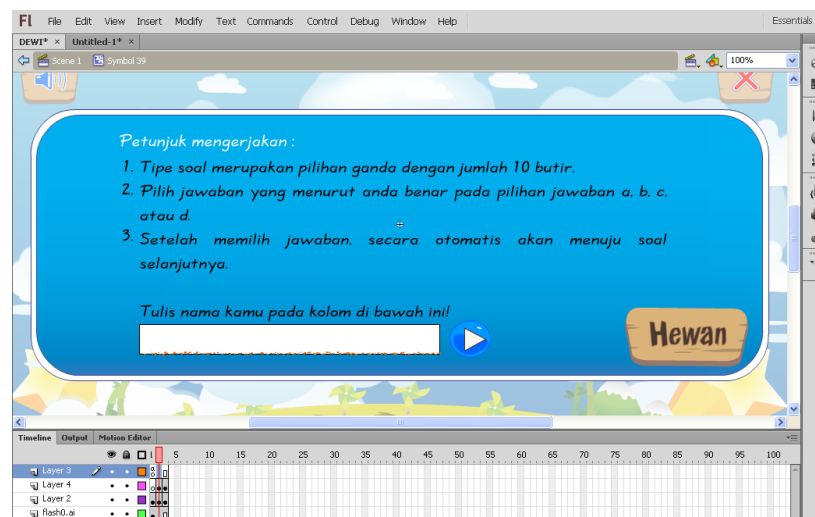 Fl File Edit View Insert Modify Text Commands Control Debug Window Help Essentials
DEWI* × Untitled-1* ×
Scene 1 Symbol 39 100%
Petunjuk mengerjakan :
1. Tipe soal merupakan pilihan ganda dengan jumlah 10 butir.
2. Pilih jawaban yang menurut anda benar pada pilihan jawaban a, b, c,
atau d.
3. Setelah memilih jawaban, secara otomatis akan menuju soal
selanjutnya.
Tulis nama kamu pada kolom di bawah ini!
Hewan
Timeline Output Motion Editor
1 5 10 15 20 25 30 35 40 45 50 55 60 65 70 75 80 85 90 95 100
Layer 3
Layer 4
Layer 2
flash0.ai